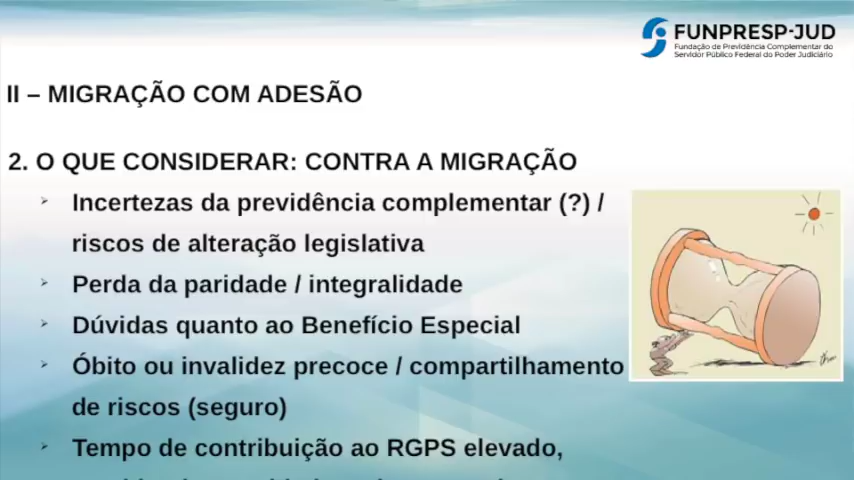 FUNPRESP-JUD
Fundação de Previdência Complementar do
Servidor Público Federal do Poder Judiciário
II – MIGRAÇÃO COM ADESÃO
2. O QUE CONSIDERAR: CONTRA A MIGRAÇÃO
Incertezas da previdência complementar (?) /
riscos de alteração legislativa
Perda da paridade / integralidade
Dúvidas quanto ao Benefício Especial
Óbito ou invalidez precoce / compartilhamento
de riscos (seguro)
Tempo de contribuição ao RGPS elevado,